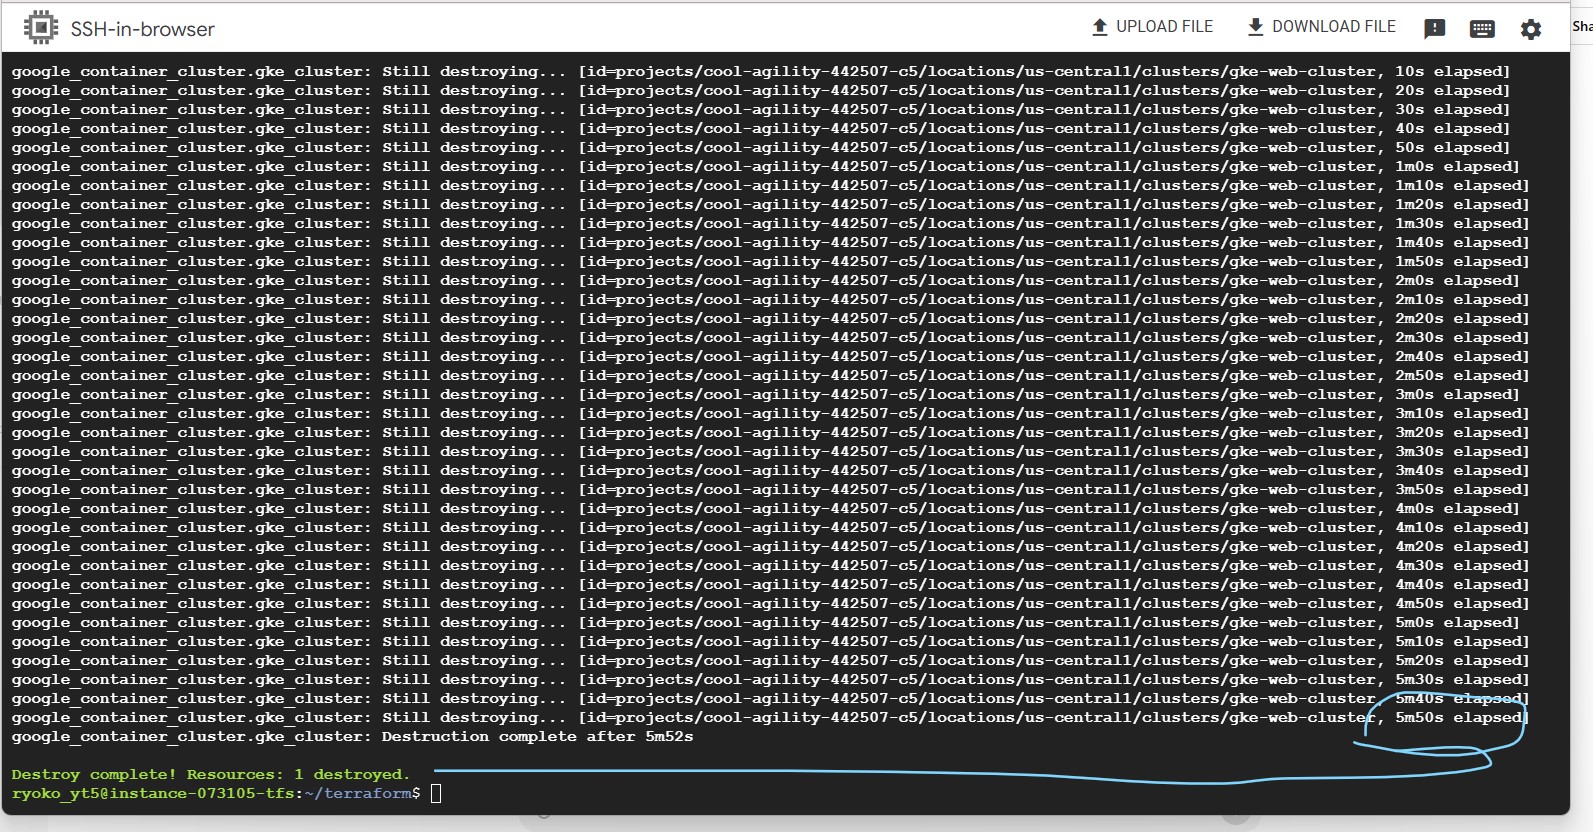 SSH-in-browser
UPLOAD FILE
DOWNLOAD FILE
Sha
google_container_cluster.gke_cluster: Still destroying... [id=projects/cool-agility-442507-c5/locations/us-central1/clusters/gke-web-cluster, 10s elapsed]
google_container_cluster.gke_cluster: Still destroying... [id=projects/cool-agility-442507-c5/locations/us-central1/clusters/gke-web-cluster, 20s elapsed]
google_container_cluster.gke_cluster: Still destroying... [id=projects/cool-agility-442507-c5/locations/us-central1/clusters/gke-web-cluster, 30s elapsed]
google_container_cluster.gke_cluster: Still destroying... [id=projects/cool-agility-442507-c5/locations/us-central1/clusters/gke-web-cluster, 40s elapsed]
google_container_cluster.gke_cluster: Still destroying... [id=projects/cool-agility-442507-c5/locations/us-central1/clusters/gke-web-cluster, 50s elapsed]
google_container_cluster.gke_cluster: Still destroying... [id=projects/cool-agility-442507-c5/locations/us-central1/clusters/gke-web-cluster, 1m0s elapsed]
google_container_cluster.gke_cluster: Still destroying... [id=projects/cool-agility-442507-c5/locations/us-central1/clusters/gke-web-cluster, 1m10s elapsed]
google_container_cluster.gke_cluster: Still destroying... [id=projects/cool-agility-442507-c5/locations/us-central1/clusters/gke-web-cluster, 1m20s elapsed]
google_container_cluster.gke_cluster: Still destroying... [id=projects/cool-agility-442507-c5/locations/us-central1/clusters/gke-web-cluster, 1m30s elapsed]
google_container_cluster.gke_cluster: Still destroying... [id=projects/cool-agility-442507-c5/locations/us-central1/clusters/gke-web-cluster, 1m40s elapsed]
google_container_cluster.gke_cluster: Still destroying... [id=projects/cool-agility-442507-c5/locations/us-central1/clusters/gke-web-cluster, 1m50s elapsed]
google_container_cluster.gke_cluster: Still destroying... [id=projects/cool-agility-442507-c5/locations/us-central1/clusters/gke-web-cluster, 2m0s elapsed]
google_container_cluster.gke_cluster: Still destroying... [id=projects/cool-agility-442507-c5/locations/us-central1/clusters/gke-web-cluster, 2m10s elapsed]
google_container_cluster.gke_cluster: Still destroying... [id=projects/cool-agility-442507-c5/locations/us-central1/clusters/gke-web-cluster, 2m20s elapsed]
google_container_cluster.gke_cluster: Still destroying... [id=projects/cool-agility-442507-c5/locations/us-central1/clusters/gke-web-cluster, 2m30s elapsed]
google_container_cluster.gke_cluster: Still destroying... [id=projects/cool-agility-442507-c5/locations/us-central1/clusters/gke-web-cluster, 2m40s elapsed]
google_container_cluster.gke_cluster: Still destroying... [id=projects/cool-agility-442507-c5/locations/us-central1/clusters/gke-web-cluster, 2m50s elapsed]
google_container_cluster.gke_cluster: Still destroying... [id=projects/cool-agility-442507-c5/locations/us-central1/clusters/gke-web-cluster, 3m0s elapsed]
google_container_cluster.gke_cluster: Still destroying... [id=projects/cool-agility-442507-c5/locations/us-central1/clusters/gke-web-cluster, 3m10s elapsed]
google_container_cluster.gke_cluster: Still destroying... [id=projects/cool-agility-442507-c5/locations/us-central1/clusters/gke-web-cluster, 3m20s elapsed]
google_container_cluster.gke_cluster: Still destroying... [id=projects/cool-agility-442507-c5/locations/us-central1/clusters/gke-web-cluster, 3m30s elapsed]
google_container_cluster.gke_cluster: Still destroying... [id=projects/cool-agility-442507-c5/locations/us-central1/clusters/gke-web-cluster, 3m40s elapsed]
google_container_cluster.gke_cluster: Still destroying... [id=projects/cool-agility-442507-c5/locations/us-central1/clusters/gke-web-cluster, 3m50s elapsed]
google_container_cluster.gke_cluster: Still destroying... [id=projects/cool-agility-442507-c5/locations/us-central1/clusters/gke-web-cluster, 4m0s elapsed]
google_container_cluster.gke_cluster: Still destroying... [id=projects/cool-agility-442507-c5/locations/us-central1/clusters/gke-web-cluster, 4m10s elapsed]
google_container_cluster.gke_cluster: Still destroying... [id=projects/cool-agility-442507-c5/locations/us-central1/clusters/gke-web-cluster, 4m20s elapsed]
google_container_cluster.gke_cluster: Still destroying... [id=projects/cool-agility-442507-c5/locations/us-central1/clusters/gke-web-cluster, 4m30s elapsed]
google_container_cluster.gke_cluster: Still destroying... [id=projects/cool-agility-442507-c5/locations/us-central1/clusters/gke-web-cluster, 4m40s elapsed]
google_container_cluster.gke_cluster: Still destroying... [id=projects/cool-agility-442507-c5/locations/us-central1/clusters/gke-web-cluster, 4m50s elapsed]
google_container_cluster.gke_cluster: Still destroying... [id=projects/cool-agility-442507-c5/locations/us-central1/clusters/gke-web-cluster, 5m0s elapsed]
google_container_cluster.gke_cluster: Still destroying... [id=projects/cool-agility-442507-c5/locations/us-central1/clusters/gke-web-cluster, 5m10s elapsed]
google_container_cluster.gke_cluster: Still destroying... [id=projects/cool-agility-442507-c5/locations/us-central1/clusters/gke-web-cluster, 5m20s elapsed]
google_container_cluster.gke_cluster: Still destroying... [id=projects/cool-agility-442507-c5/locations/us-central1/clusters/gke-web-cluster, 5m30s elapsed]
google_container_cluster.gke_cluster: Still destroying... [id=projects/cool-agility-442507-c5/locations/us-central1/clusters/gke-web-cluster, 5m40s elapsed]
google_container_cluster.gke_cluster: Still destroying... [id=projects/cool-agility-442507-c5/locations/us-central1/clusters/gke-web-cluster, 5m50s elapsed]
google_container_cluster.gke_cluster: Destruction complete after 5m52s
Destroy complete! Resources: 1 destroyed.
ryoko_yt5@instance-073105-tfs:~/terraform$